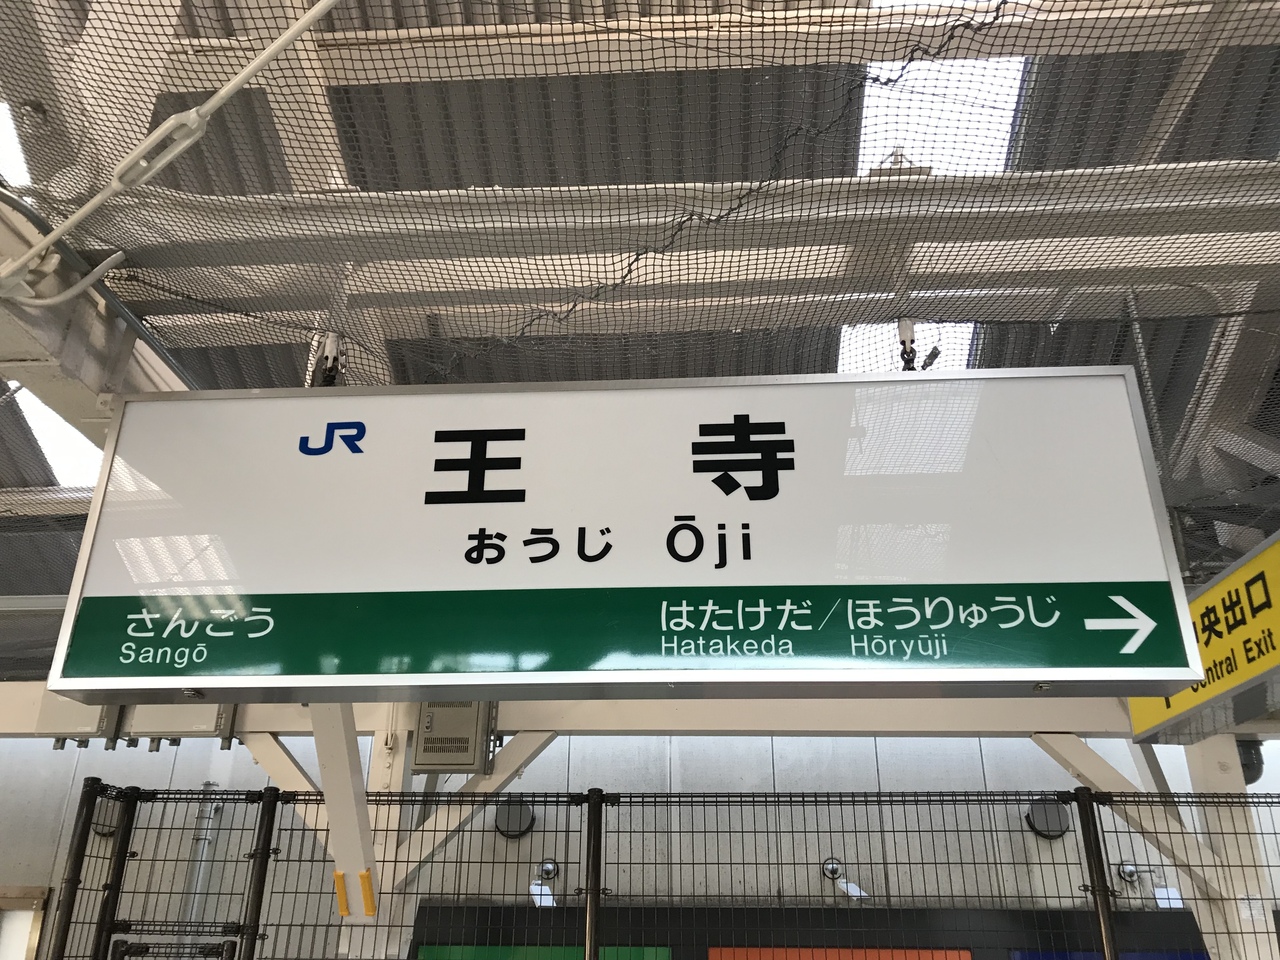 JR 王寺
おうじ Ōji
さんごう はたけだ/ほうりゅうじ →
Sangō Hatakeda Hōryūji
央出口
Central Exit